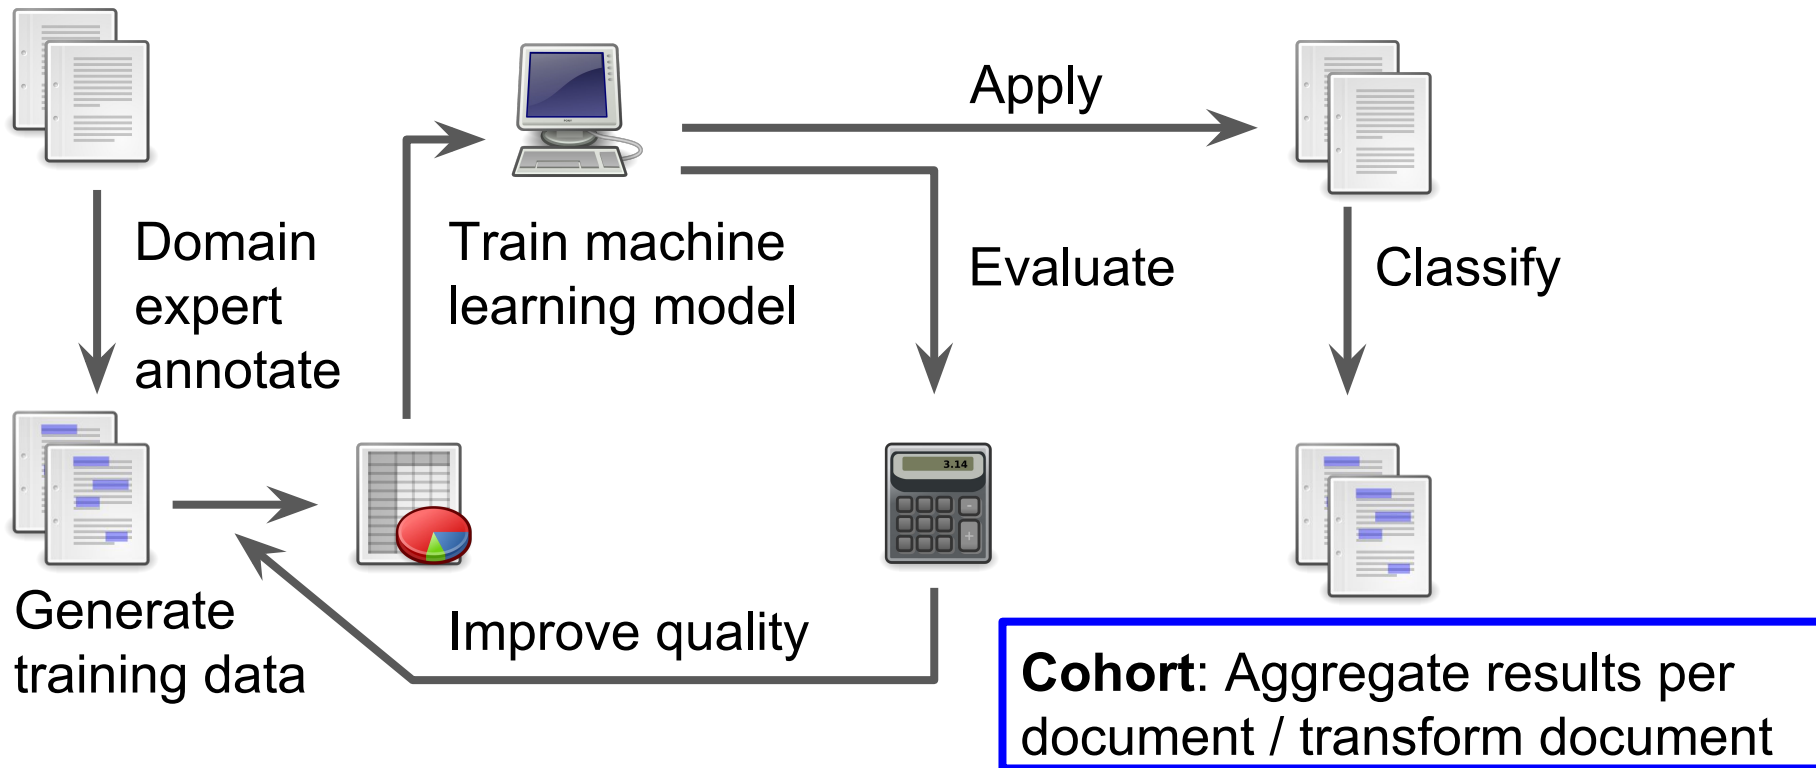 Apply
Domain
expert
annotate
Train machine
learning model
Evaluate
Classify
3.14
-
+
Generate
training data
Improve quality
Cohort: Aggregate results per
document / transform document